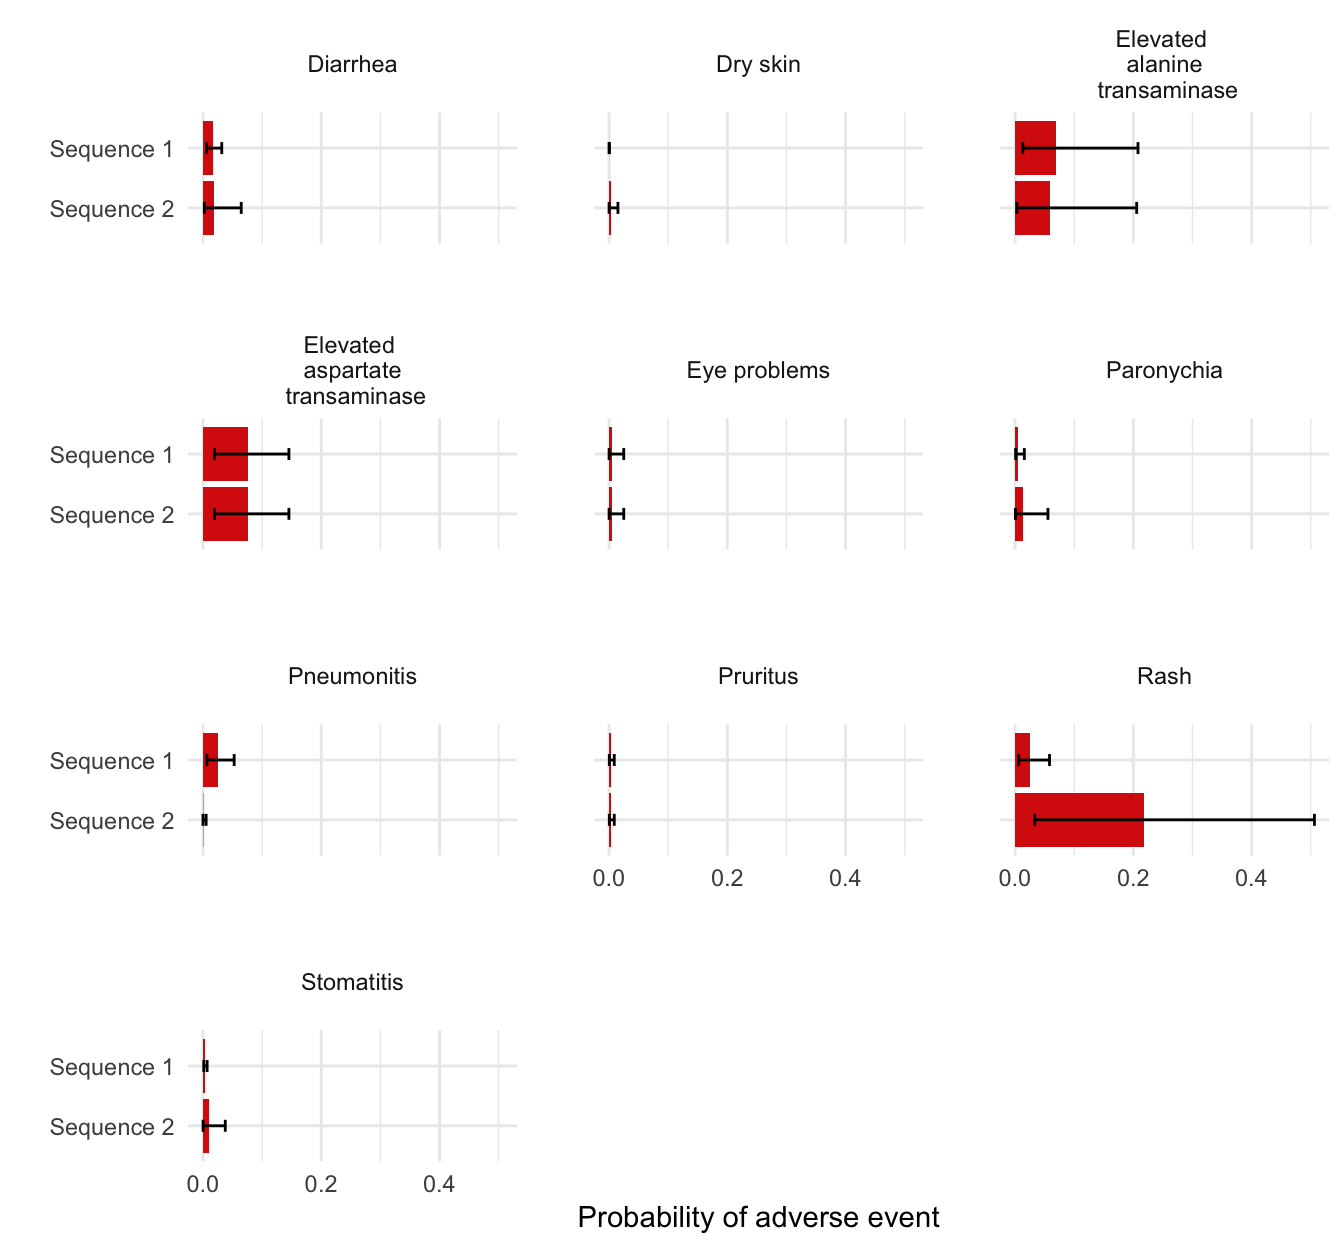 Diarrhea
Dry skin
Elevated
alanine
transaminase
Sequence 1
Sequence 2
Elevated
aspartate
transaminase
Eye problems
Paronychia
Sequence 1
Sequence 2
Pneumonitis
Pruritus
Rash
Sequence 1
Sequence 2
0.0 0.2 0.4
0.0 0.2 0.4
Stomatitis
Sequence 1
Sequence 2
0.0 0.2 0.4
Probability of adverse event